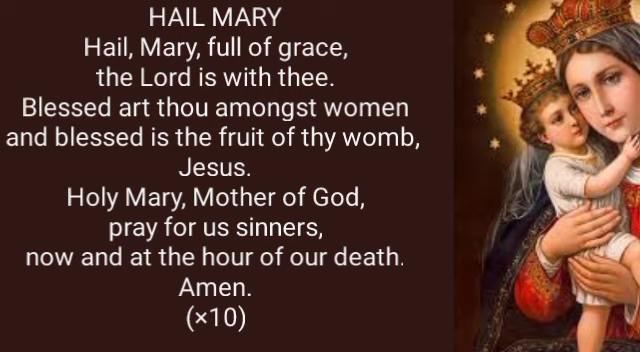 HAIL MARY
Hail, Mary, full of grace,
the Lord is with thee.
Blessed art thou amongst women
and blessed is the fruit of thy womb,
Jesus.
Holy Mary, Mother of God,
pray for us sinners,
now and at the hour of our death.
Amen.
(×10)